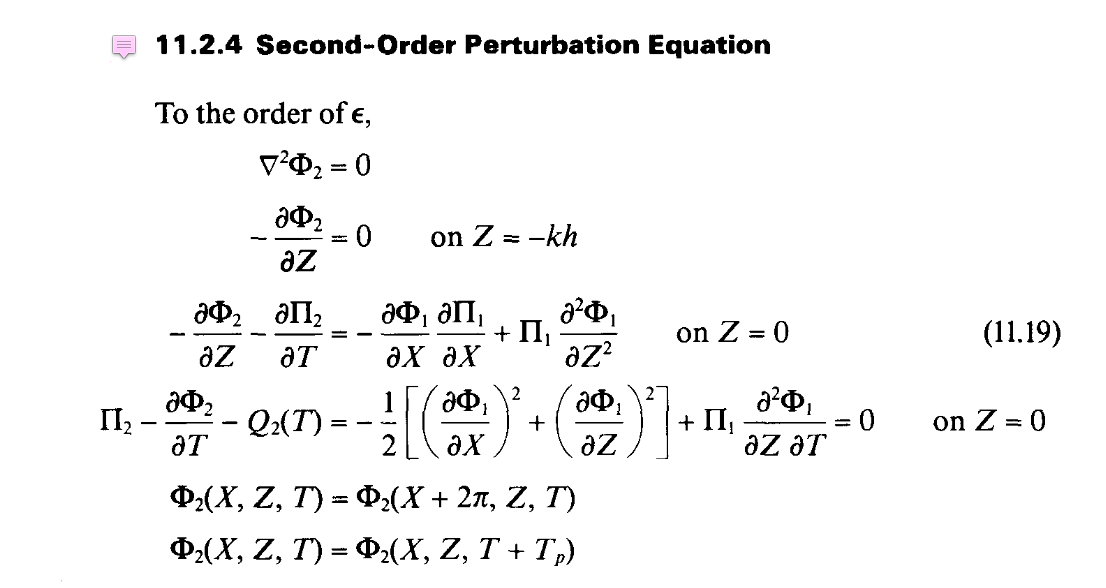 11.2.4 Second-Order Perturbation Equation
To the order of ϵ,
∇²Φ₂ = 0
−∂Φ₂/∂Z = 0 on Z = −kh
−∂Φ₂/∂Z − ∂Π₂/∂T = −∂Φ₁/∂X ∂Π₁/∂X + Π₁ ∂²Φ₁/∂Z² on Z = 0 (11.19)
Π₂ − ∂Φ₂/∂T − Q₂(T) = −1/2[(∂Φ₁/∂X)² + (∂Φ₁/∂Z)²] + Π₁ ∂²Φ₁/∂Z ∂T = 0 on Z = 0
Φ₂(X, Z, T) = Φ₂(X + 2π, Z, T)
Φ₂(X, Z, T) = Φ₂(X, Z, T + Tₚ)